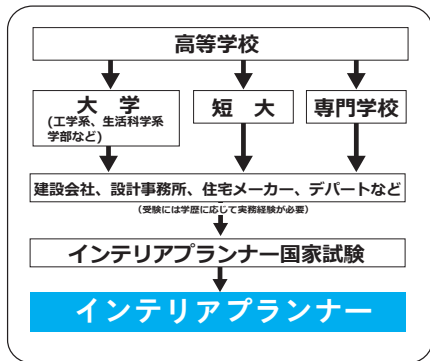 高等学校
大　学
(工学系、生活科学系
学部など)
短　大
専門学校
建設会社、設計事務所、住宅メーカー、デパートなど
（受験には学歴に応じて実務経験が必要）
インテリアプランナー国家試験
インテリアプランナー